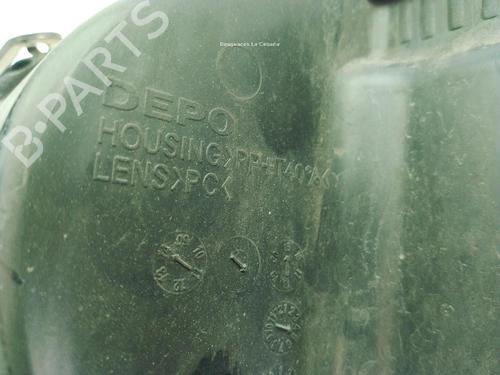 Desguaces La Cabaña
B-PARTS
DEPO
HOUSING>PP+T40%<
LENS>PC<